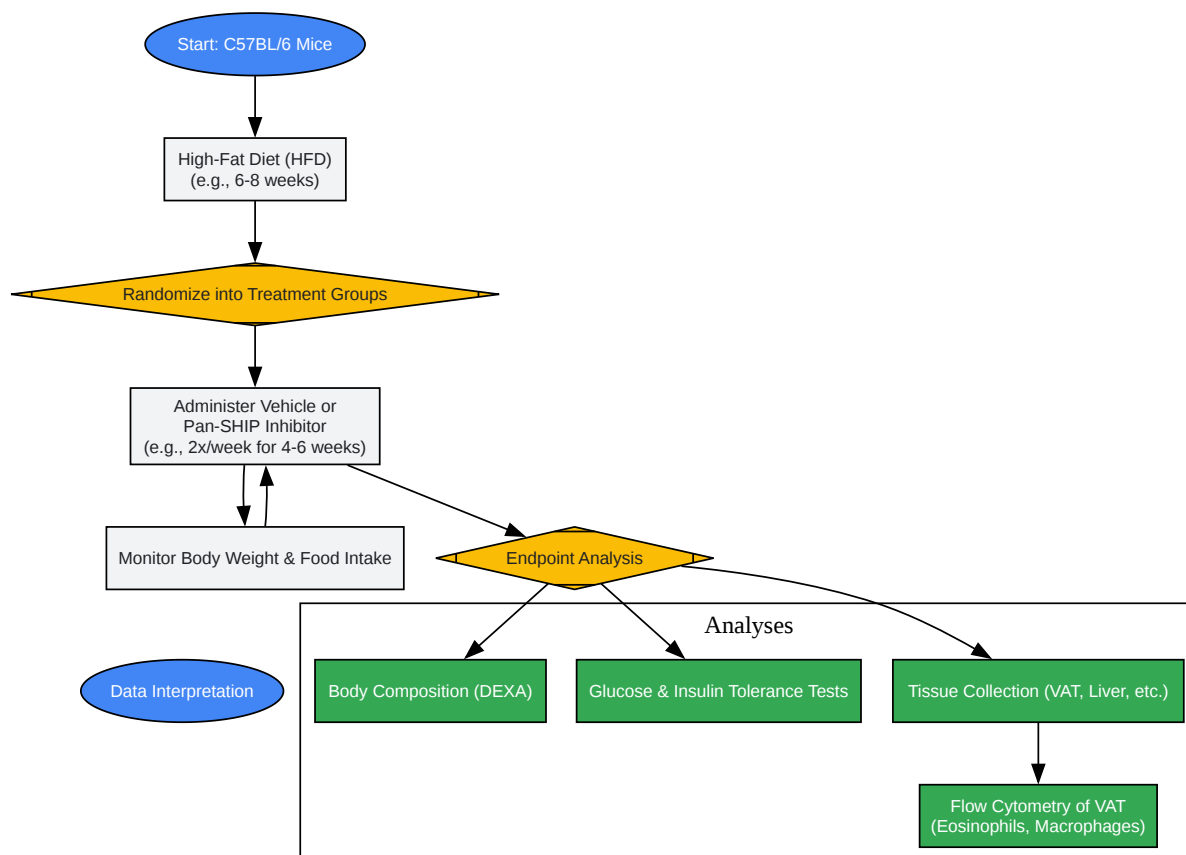 Start: C57BL/6 Mice
High-Fat Diet (HFD)
(e.g., 6-8 weeks)
Randomize into Treatment Groups
Administer Vehicle or
Pan-SHIP Inhibitor
(e.g., 2x/week for 4-6 weeks)
Monitor Body Weight & Food Intake
Endpoint Analysis
Analyses
Data Interpretation
Body Composition (DEXA)
Glucose & Insulin Tolerance Tests
Tissue Collection (VAT, Liver, etc.)
Flow Cytometry of VAT
(Eosinophils, Macrophages)